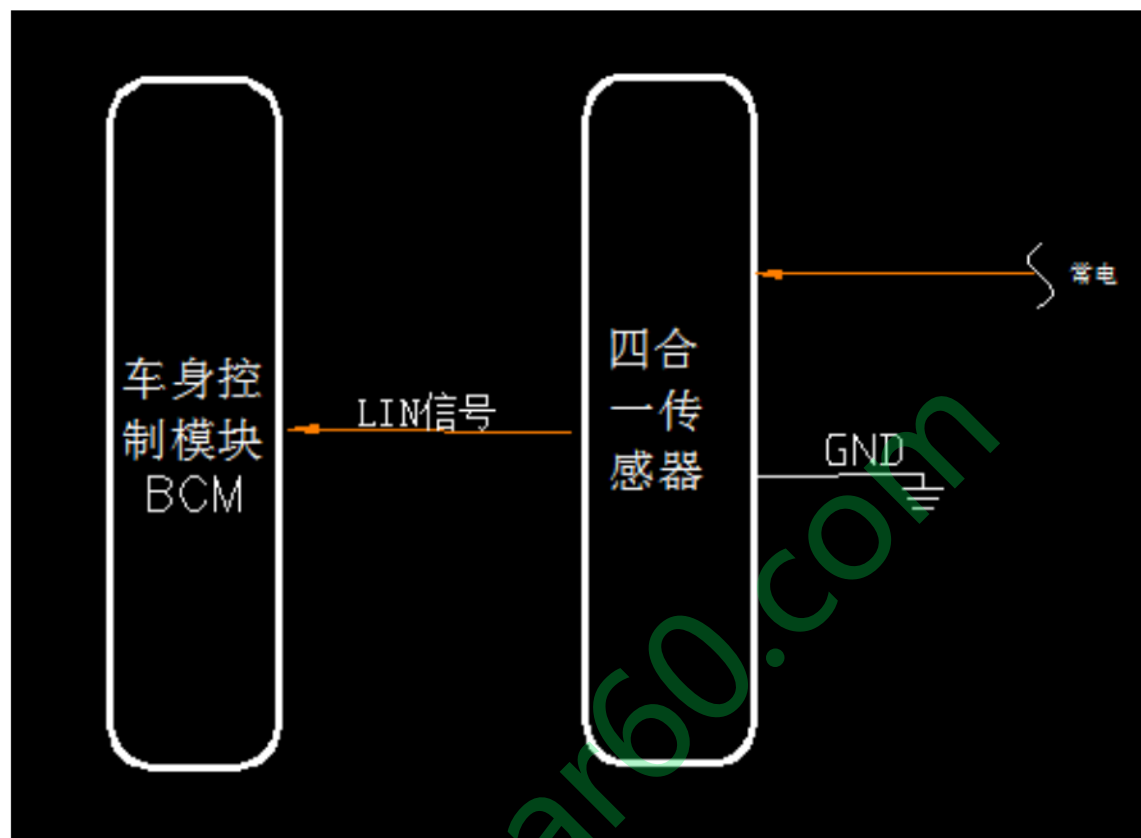 常电
四合
一传
感器
车身控
制模块
BCM
LIN信号
GND
ar60.com